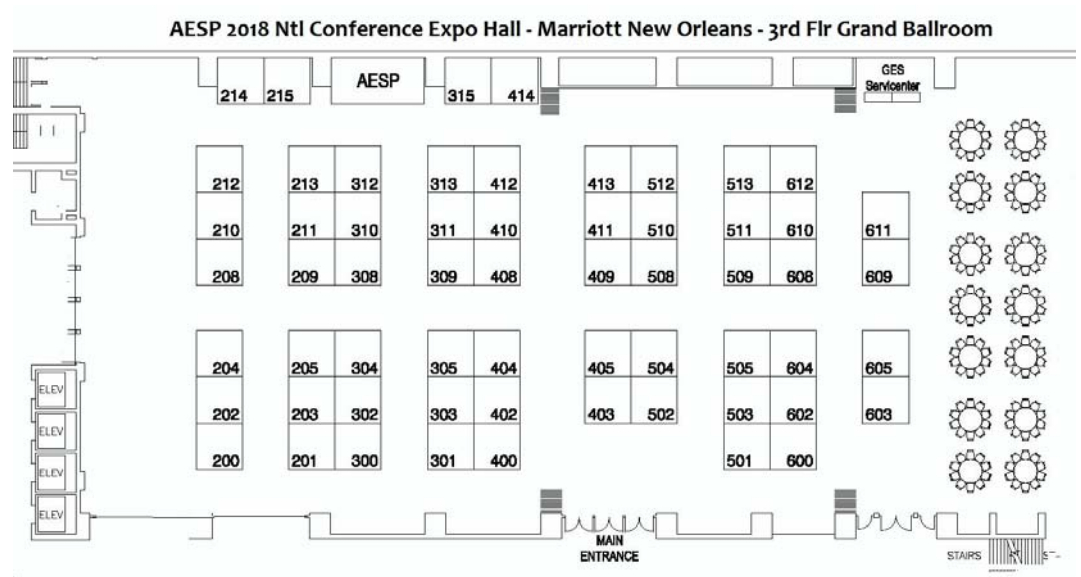 AESP 2018 Ntl Conference Expo Hall - Marriott New Orleans - 3rd Flr Grand Ballroom
214 215 AESP 315 414 GES
Servicenter
212 213 312 313 412 413 512 513 612
210 211 310 311 410 411 510 511 610 611
208 209 308 309 408 409 508 509 608 609
204 205 304 305 404 405 504 505 604 605
ELEV
202 203 302 303 402 403 502 503 602 603
ELEV
200 201 300 301 400 501 600
ELEV
ELEV
MAIN
ENTRANCE
STAIRS